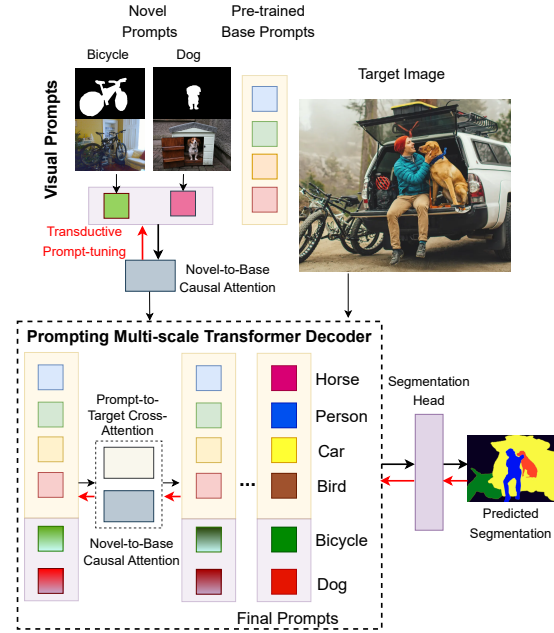 Novel
Prompts
Pre-trained
Base Prompts
Bicycle
Dog
Target Image
Visual Prompts
Transductive
Prompt-tuning
Novel-to-Base
Causal Attention
Prompting Multi-scale Transformer Decoder
Prompt-to-
Target Cross-
Attention
Novel-to-Base
Causal Attention
...
Horse
Person
Car
Bird
Bicycle
Dog
Final Prompts
Segmentation
Head
Predicted
Segmentation